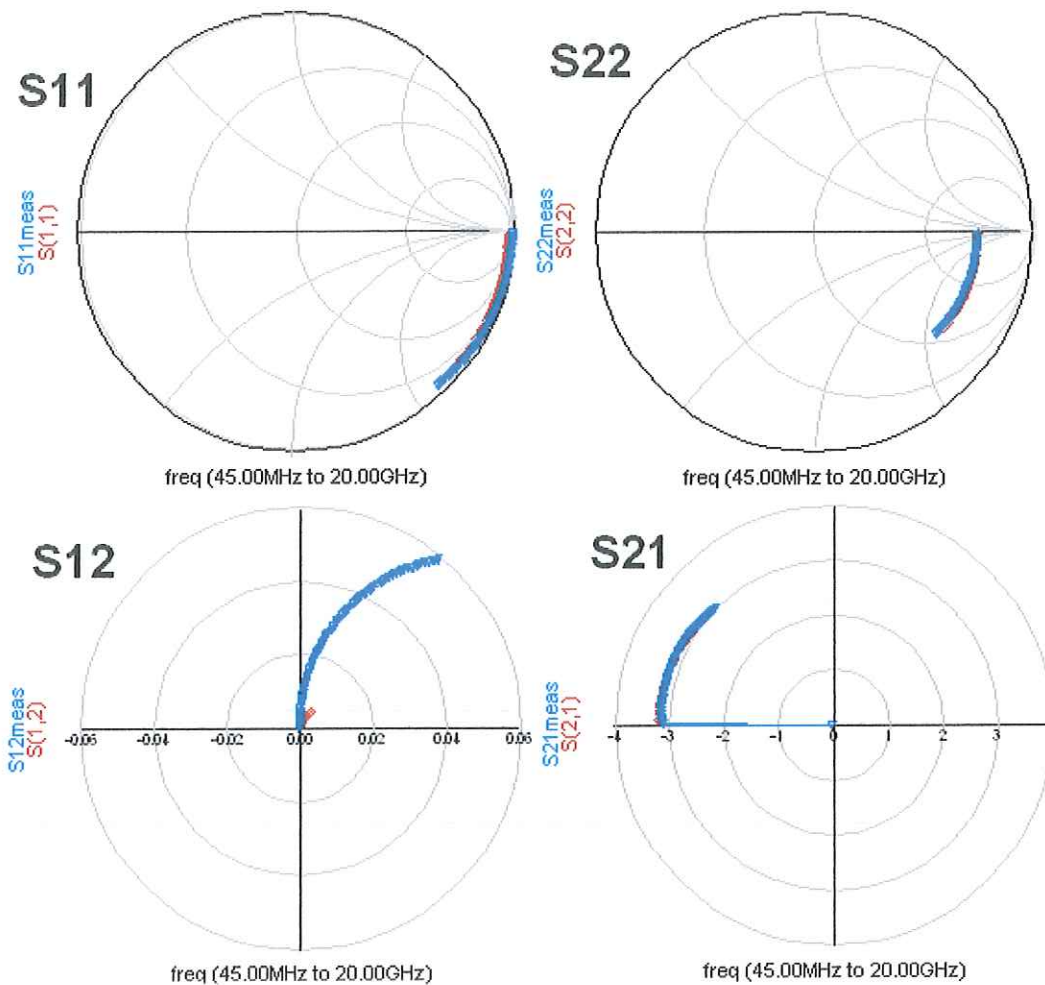 S11
S22
S11meas
S(1,1)
S22meas
S(2,2)
freq (45.00MHz to 20.00GHz)
freq (45.00MHz to 20.00GHz)
S12
S21
S12meas
S(1,2)
-0.06 -0.04 -0.02 0.00 0.02 0.04 0.06
S21meas
S(2,1)
-4 -3 -2 -1 0 1 2 3
freq (45.00MHz to 20.00GHz)
freq (45.00MHz to 20.00GHz)